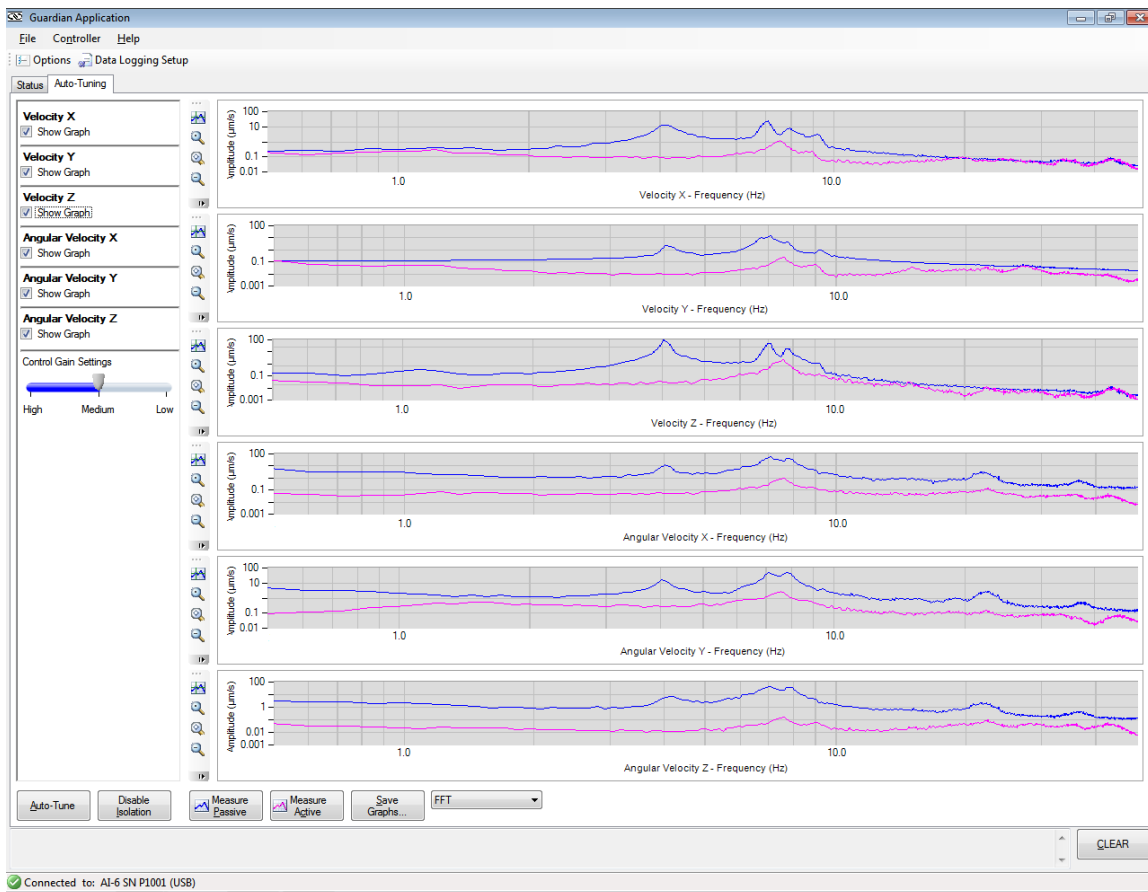 Guardian Application
File Controller Help
Options Data Logging Setup
Status Auto-Tuning
Velocity X
Show Graph
Velocity Y
Show Graph
Velocity Z
Show Graph
Angular Velocity X
Show Graph
Angular Velocity Y
Show Graph
Angular Velocity Z
Show Graph
Control Gain Settings
High Medium Low
Amplitude (µm/s)
100
10
0.1
0.01
1.0 10.0
Velocity X - Frequency (Hz)
Amplitude (µm/s)
100
0.1
0.001
1.0 10.0
Velocity Y - Frequency (Hz)
Amplitude (µm/s)
100
0.1
0.001
1.0 10.0
Velocity Z - Frequency (Hz)
Amplitude (µm/s)
100
0.1
0.001
1.0 10.0
Angular Velocity X - Frequency (Hz)
Amplitude (µm/s)
100
10
0.1
0.01
1.0 10.0
Angular Velocity Y - Frequency (Hz)
Amplitude (µm/s)
100
1
0.01
0.001
1.0 10.0
Angular Velocity Z - Frequency (Hz)
Auto-Tune
Disable
Isolation
Measure
Passive
Measure
Active
Save
Graphs...
FFT
CLEAR
Connected to: AI-6 SN P1001 (USB)